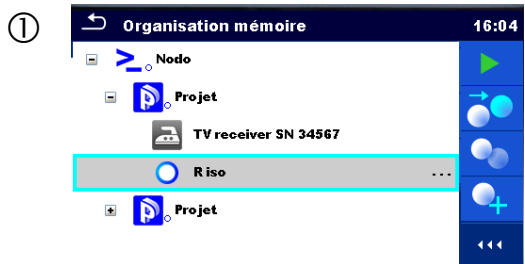 ①
Organisation mémoire 16:04
Nodo
Projet
TV receiver SN 34567
R iso ...
Projet